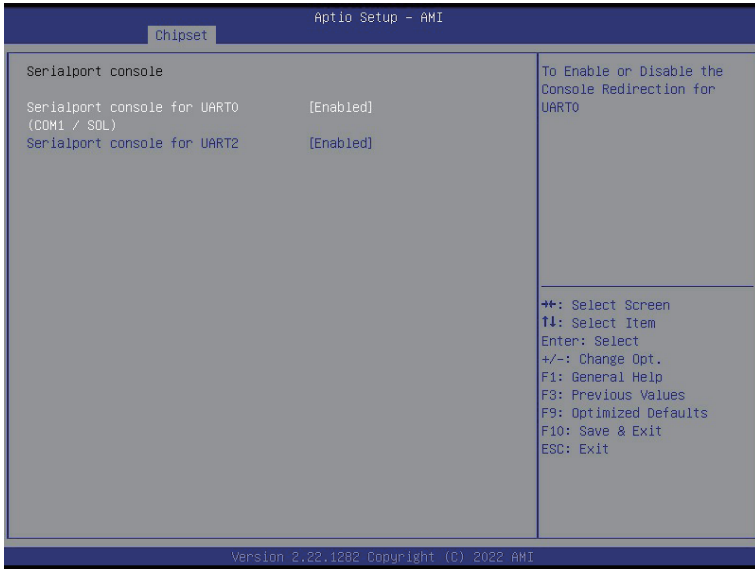 Aptio Setup – AMI
Chipset
Serialport console
Serialport console for UART0 [Enabled]
(COM1 / SOL)
Serialport console for UART2 [Enabled]
To Enable or Disable the
Console Redirection for
UART0
→←: Select Screen
↑↓: Select Item
Enter: Select
+/-: Change Opt.
F1: General Help
F3: Previous Values
F9: Optimized Defaults
F10: Save & Exit
ESC: Exit
Version 2.22.1282 Copyright (C) 2022 AMI